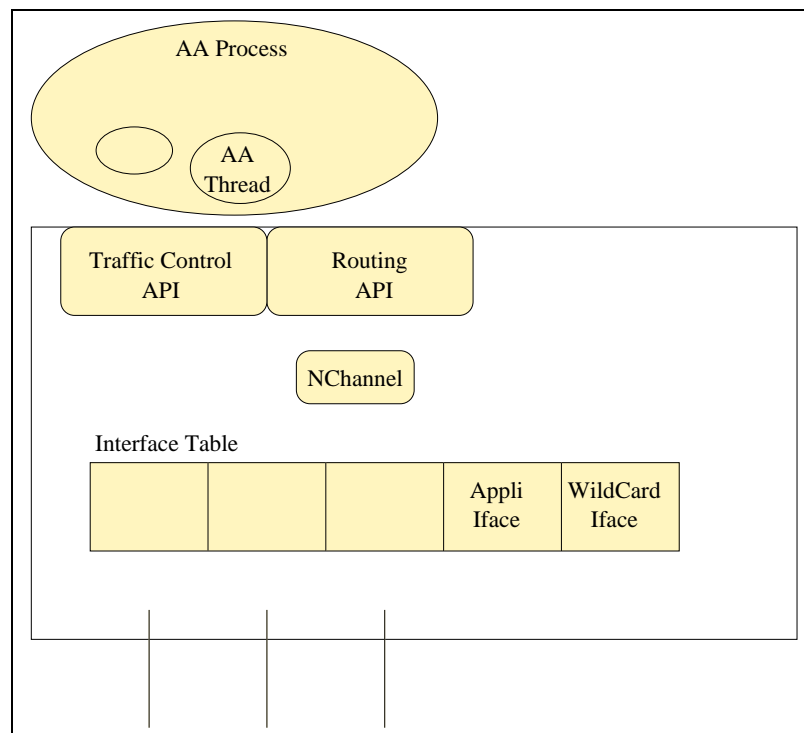 AA Process
AA
Thread
Traffic Control
API
Routing
API
NChannel
Interface Table
Appli
Iface
WildCard
Iface